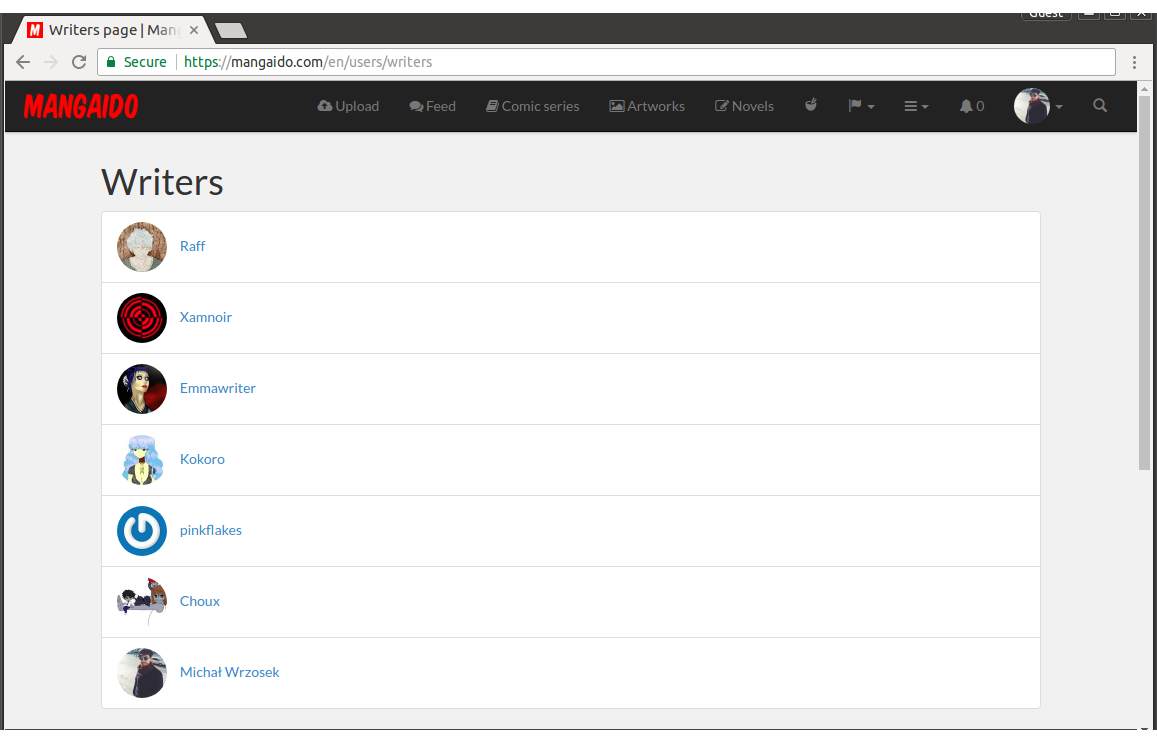 Guest
M Writers page | Mang
Secure https://mangaido.com/en/users/writers
MANGAIDO Upload Feed Comic series Artworks Novels 0
Writers
Raff
Xamnoir
Emmawriter
Kokoro
pinkflakes
Choux
Michał Wrzosek